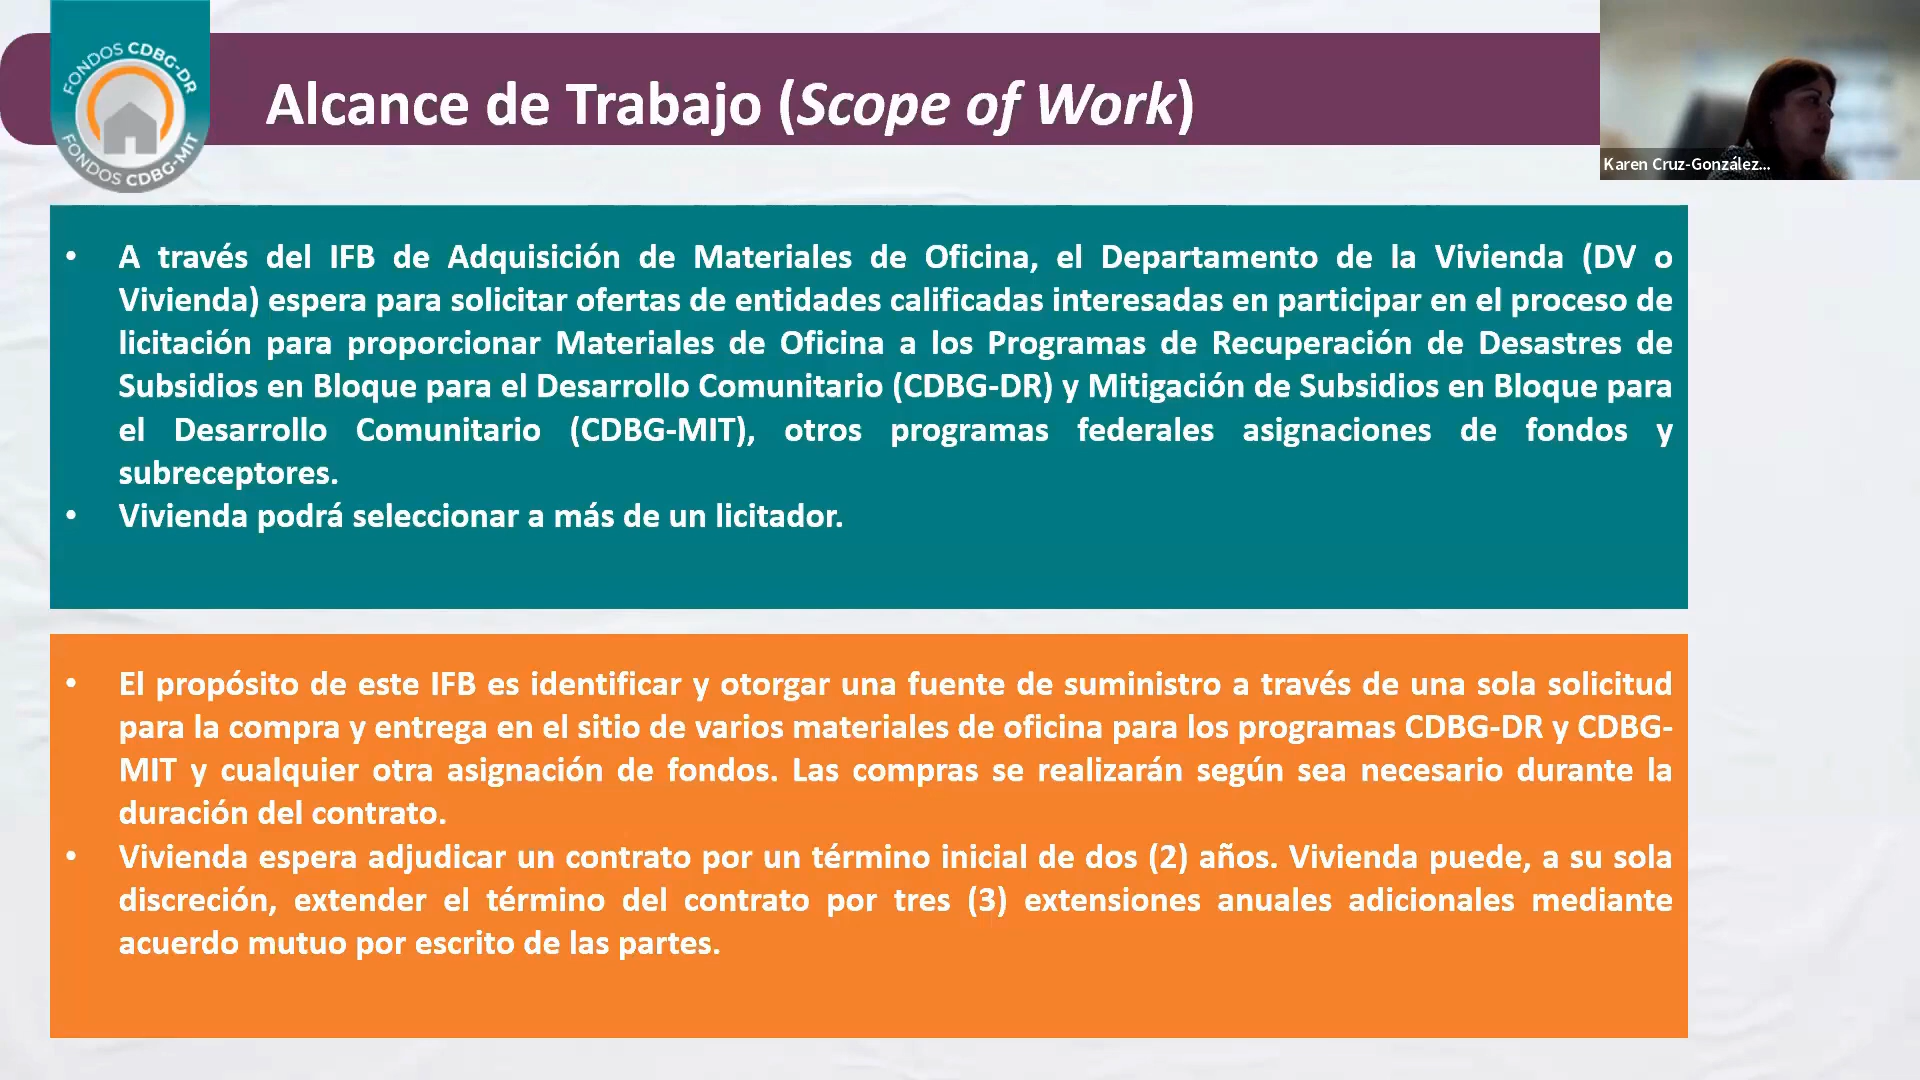 FONDOS CDBG-DR
FONDOS CDBG-MIT
Alcance de Trabajo (Scope of Work)
Karen Cruz-González...
• A través del IFB de Adquisición de Materiales de Oficina, el Departamento de la Vivienda (DV o
Vivienda) espera para solicitar ofertas de entidades calificadas interesadas en participar en el proceso de
licitación para proporcionar Materiales de Oficina a los Programas de Recuperación de Desastres de
Subsidios en Bloque para el Desarrollo Comunitario (CDBG-DR) y Mitigación de Subsidios en Bloque para
el Desarrollo Comunitario (CDBG-MIT), otros programas federales asignaciones de fondos y
subreceptores.
• Vivienda podrá seleccionar a más de un licitador.
• El propósito de este IFB es identificar y otorgar una fuente de suministro a través de una sola solicitud
para la compra y entrega en el sitio de varios materiales de oficina para los programas CDBG-DR y CDBG-
MIT y cualquier otra asignación de fondos. Las compras se realizarán según sea necesario durante la
duración del contrato.
• Vivienda espera adjudicar un contrato por un término inicial de dos (2) años. Vivienda puede, a su sola
discreción, extender el término del contrato por tres (3) extensiones anuales adicionales mediante
acuerdo mutuo por escrito de las partes.